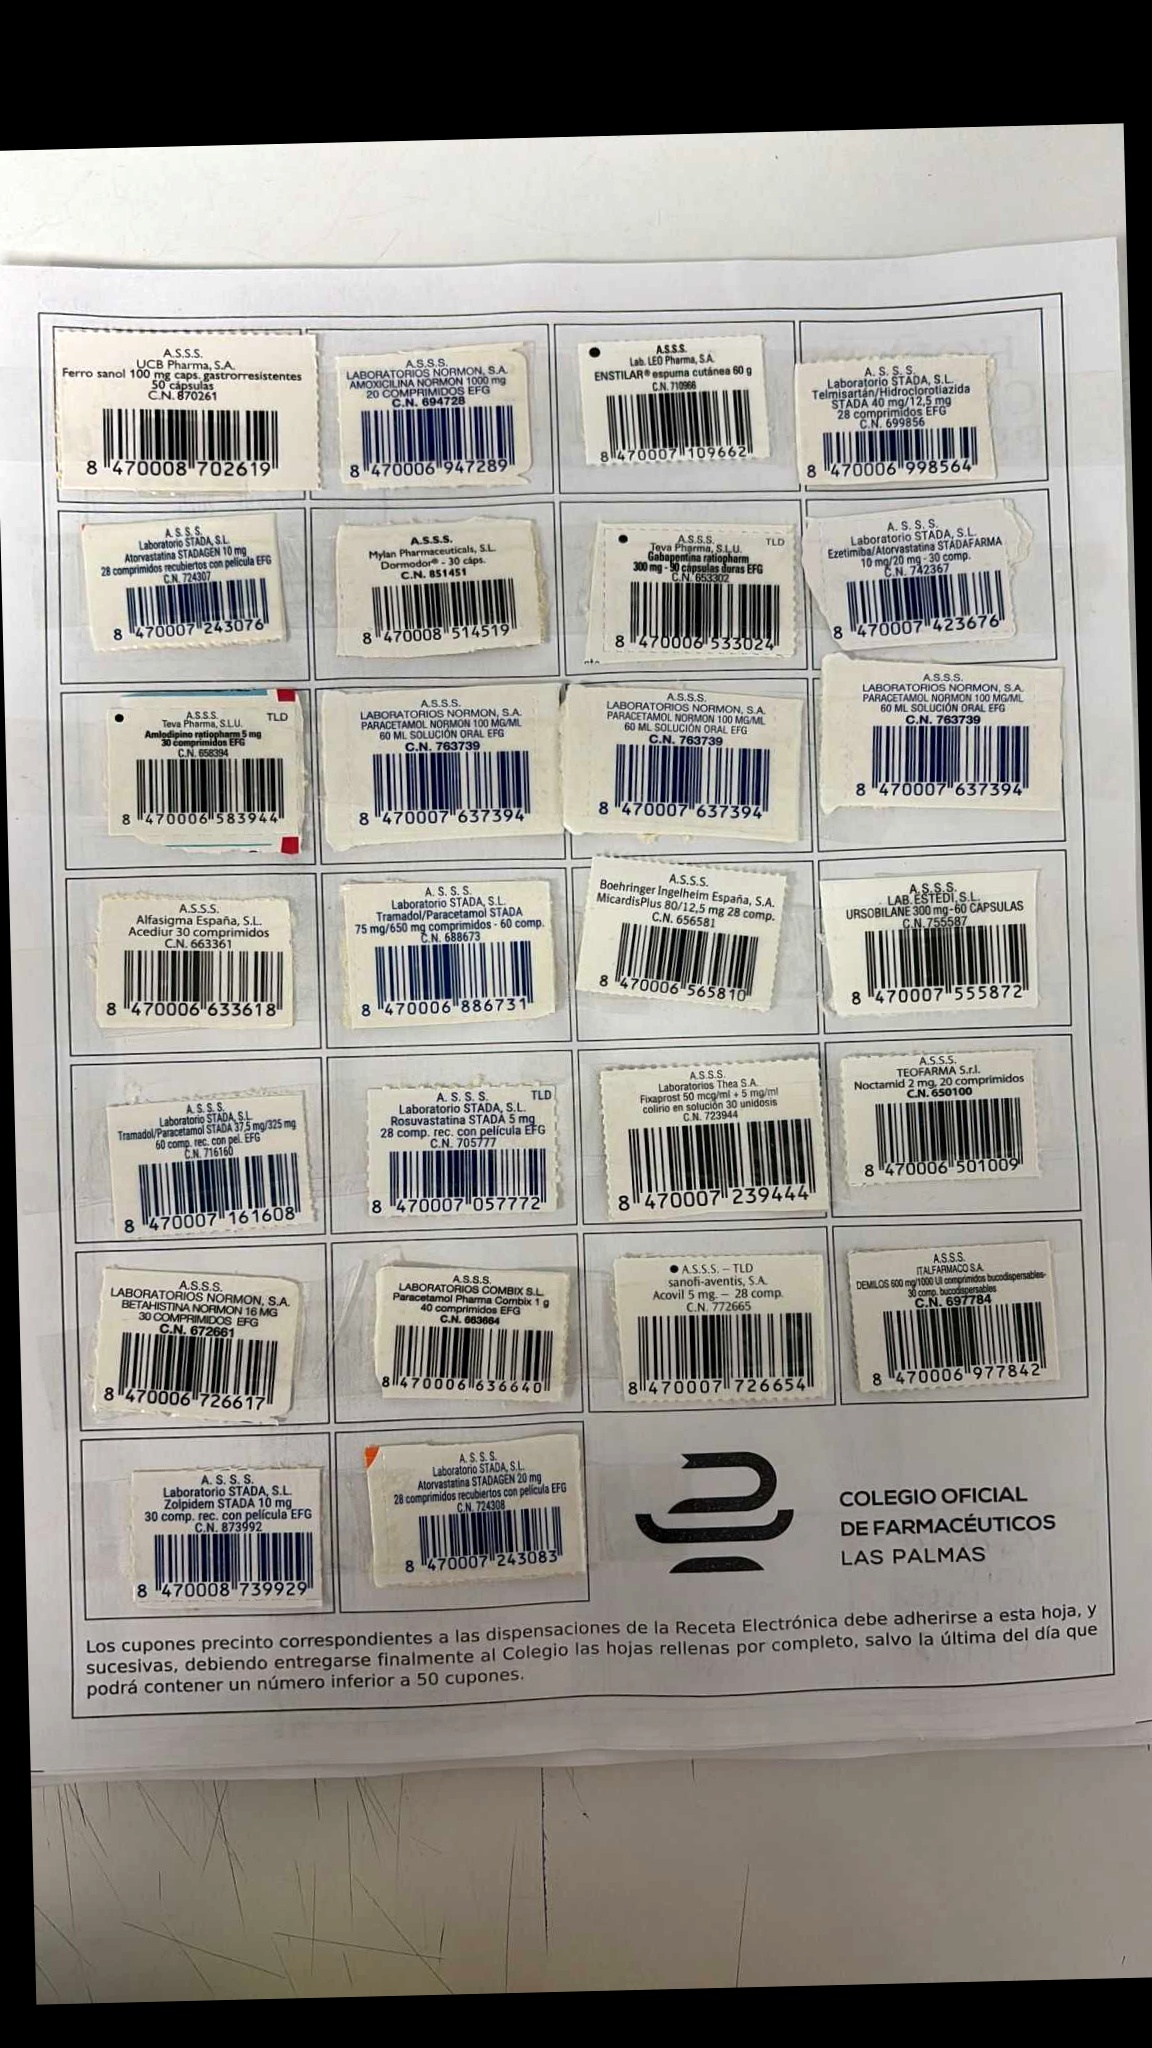 A.S.S.S.
UCB Pharma, S.A.
Ferro sanol 100 mg caps. gastrorresistentes
50 cápsulas
C.N. 870261
8 470008 702619
A.S.S.S.
LABORATORIOS NORMON, S.A.
AMOXICILINA NORMON 1000 mg
20 COMPRIMIDOS EFG
C.N. 694728
8 470006 947289
A.S.S.S.
Lab. LEO Pharma, S.A.
ENSTILAR® espuma cutánea 60 g
C.N. 710966
8 470007 109662
A. S. S. S.
Laboratorio STADA, S.L.
Telmisartán/Hidroclorotiazida
STADA 40 mg/12,5 mg
28 comprimidos EFG
C.N. 699856
8 470006 998564
A. S. S. S.
Laboratorio STADA, S.L.
Atorvastatina STADAGEN 10 mg
28 comprimidos recubiertos con película EFG
C.N. 724307
8 470007 243076
A.S.S.S.
Mylan Pharmaceuticals, S.L.
Dormodor® - 30 cáps.
C.N. 851451
8 470008 514519
A.S.S.S. TLD
Teva Pharma, S.L.U.
Gabapentina ratiopharm
300 mg - 90 cápsulas duras EFG
C.N. 653302
8 470006 533024
A. S. S. S.
Laboratorio STADA, S.L.
Ezetimiba/Atorvastatina STADAFARMA
10 mg/20 mg - 30 comp.
C.N. 742367
8 470007 423676
A.S.S.S. TLD
Teva Pharma, S.L.U.
Amlodipino ratiopharm 5 mg
30 comprimidos EFG
C.N. 658394
8 470006 583944
A.S.S.S.
LABORATORIOS NORMON, S.A.
PARACETAMOL NORMON 100 MG/ML
60 ML SOLUCIÓN ORAL EFG
C.N. 763739
8 470007 637394
A.S.S.S.
LABORATORIOS NORMON, S.A.
PARACETAMOL NORMON 100 MG/ML
60 ML SOLUCIÓN ORAL EFG
C.N. 763739
8 470007 637394
A.S.S.S.
LABORATORIOS NORMON, S.A.
PARACETAMOL NORMON 100 MG/ML
60 ML SOLUCIÓN ORAL EFG
C.N. 763739
8 470007 637394
A.S.S.S.
Alfasigma España, S.L.
Acediur 30 comprimidos
C.N. 663361
8 470006 633618
A. S. S. S.
Laboratorio STADA, S.L.
Tramadol/Paracetamol STADA
75 mg/650 mg comprimidos - 60 comp.
C.N. 688673
8 470006 886731
A.S.S.S.
Boehringer Ingelheim España, S.A.
MicardisPlus 80/12,5 mg 28 comp.
C.N. 656581
8 470006 565810
A.S.S.S.
LAB. ESTEDI, S.L.
URSOBILANE 300 mg-60 CÁPSULAS
C.N. 755587
8 470007 555872
A. S. S. S.
Laboratorio STADA, S.L.
Tramadol/Paracetamol STADA 37,5 mg/325 mg
60 comp. rec. con pel. EFG
C.N. 716160
8 470007 161608
A. S. S. S. TLD
Laboratorio STADA, S.L.
Rosuvastatina STADA 5 mg
28 comp. rec. con película EFG
C.N. 705777
8 470007 057772
A.S.S.S.
Laboratorios Thea S.A.
Fixaprost 50 mcg/ml + 5 mg/ml
colirio en solución 30 unidosis
C.N. 723944
8 470007 239444
A.S.S.S.
TEOFARMA S.r.l.
Noctamid 2 mg, 20 comprimidos
C.N. 650100
8 470006 501009
A.S.S.S.
LABORATORIOS NORMON, S.A.
BETAHISTINA NORMON 16 MG
30 COMPRIMIDOS EFG
C.N. 672661
8 470006 726617
A.S.S.S.
LABORATORIOS COMBIX S.L.
Paracetamol Pharma Combix 1 g
40 comprimidos EFG
C.N. 663664
8 470006 636640
A.S.S.S. – TLD
sanofi-aventis, S.A.
Acovil 5 mg. – 28 comp.
C.N. 772665
8 470007 726654
A.S.S.S.
ITALFARMACO S.A.
DEMILOS 600 mg/1000 UI comprimidos bucodispersables-
30 comp. bucodispersables
C.N. 697784
8 470006 977842
A. S. S. S.
Laboratorio STADA, S.L.
Zolpidem STADA 10 mg
30 comp. rec. con película EFG
C.N. 873992
8 470008 739929
A. S. S. S.
Laboratorio STADA, S.L.
Atorvastatina STADAGEN 20 mg
28 comprimidos recubiertos con película EFG
C.N. 724308
8 470007 243083
COLEGIO OFICIAL
DE FARMACÉUTICOS
LAS PALMAS
Los cupones precinto correspondientes a las dispensaciones de la Receta Electrónica debe adherirse a esta hoja, y
sucesivas, debiendo entregarse finalmente al Colegio las hojas rellenas por completo, salvo la última del día que
podrá contener un número inferior a 50 cupones.